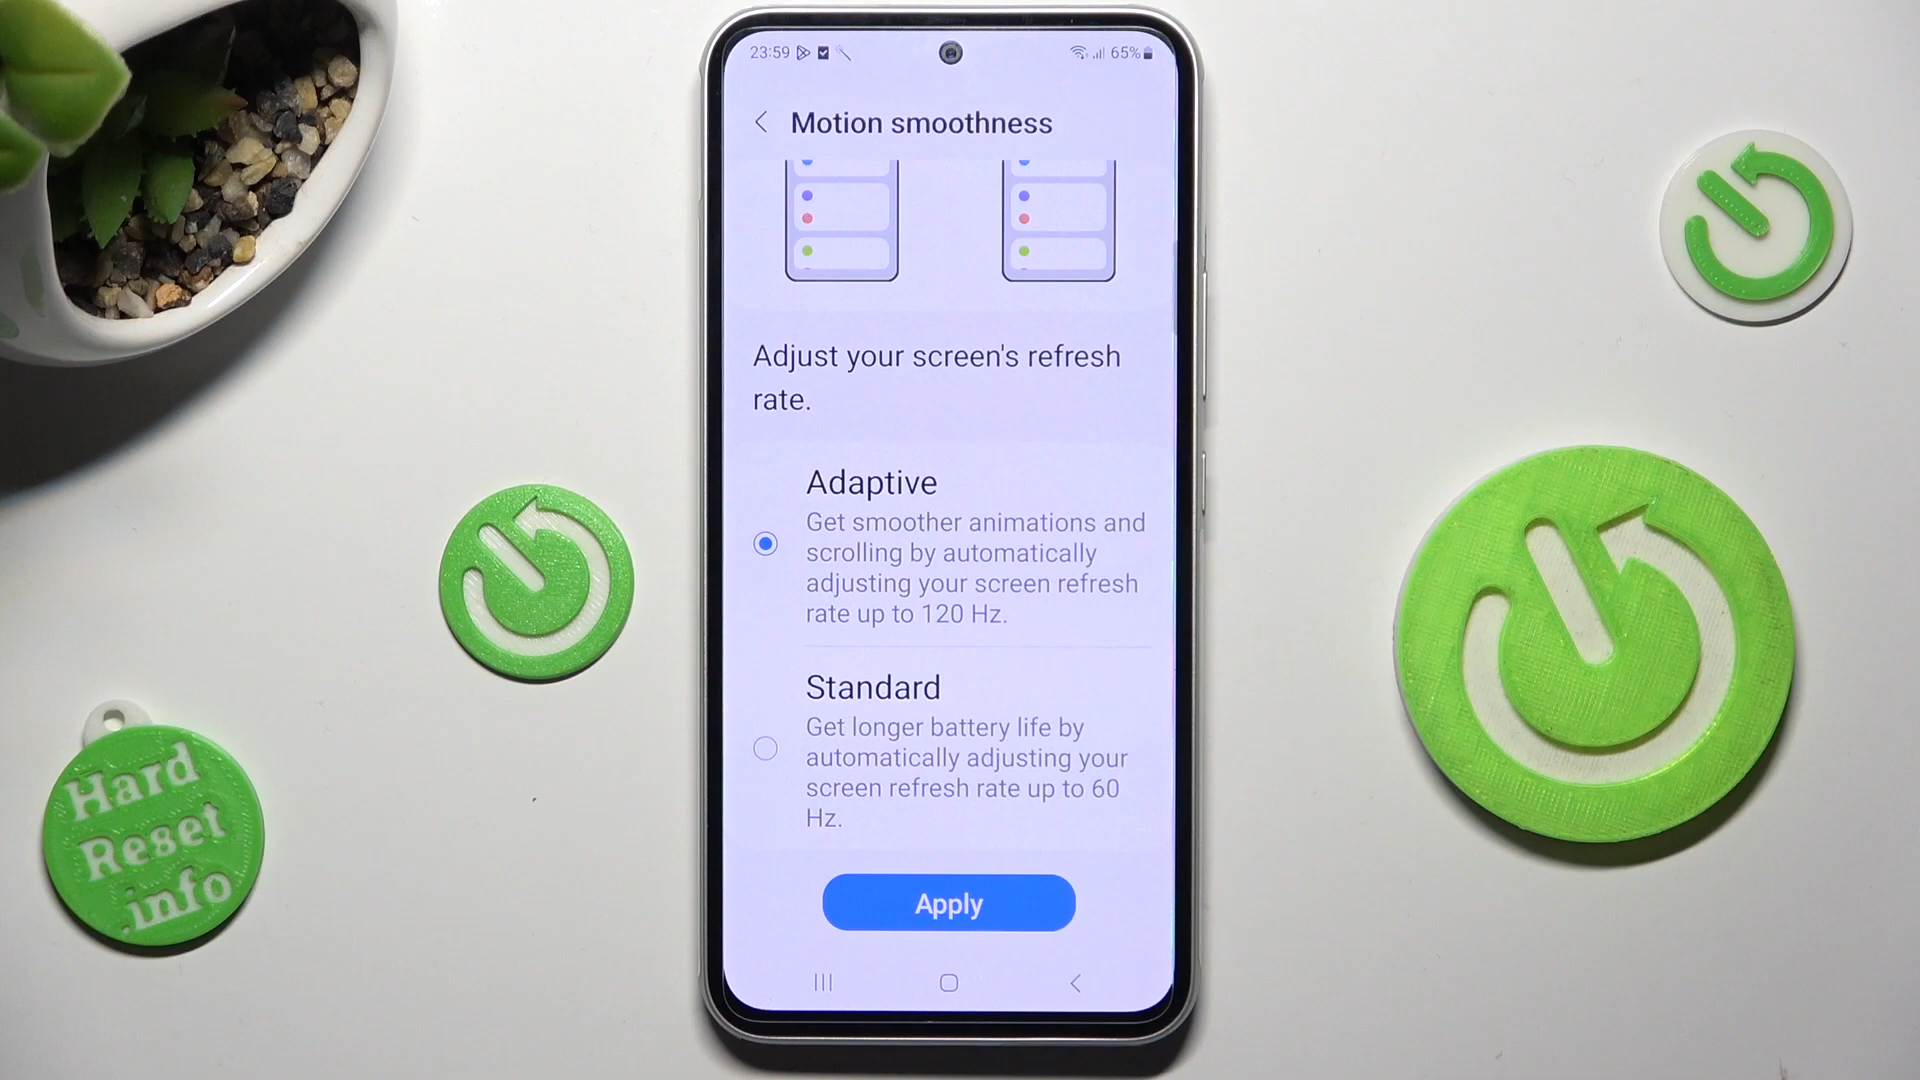 23:59
65%
Motion smoothness
Adjust your screen's refresh
rate.
Adaptive
Get smoother animations and
scrolling by automatically
adjusting your screen refresh
rate up to 120 Hz.
Standard
Get longer battery life by
automatically adjusting your
screen refresh rate up to 60
Hz.
Apply
Hard
Reset
.info